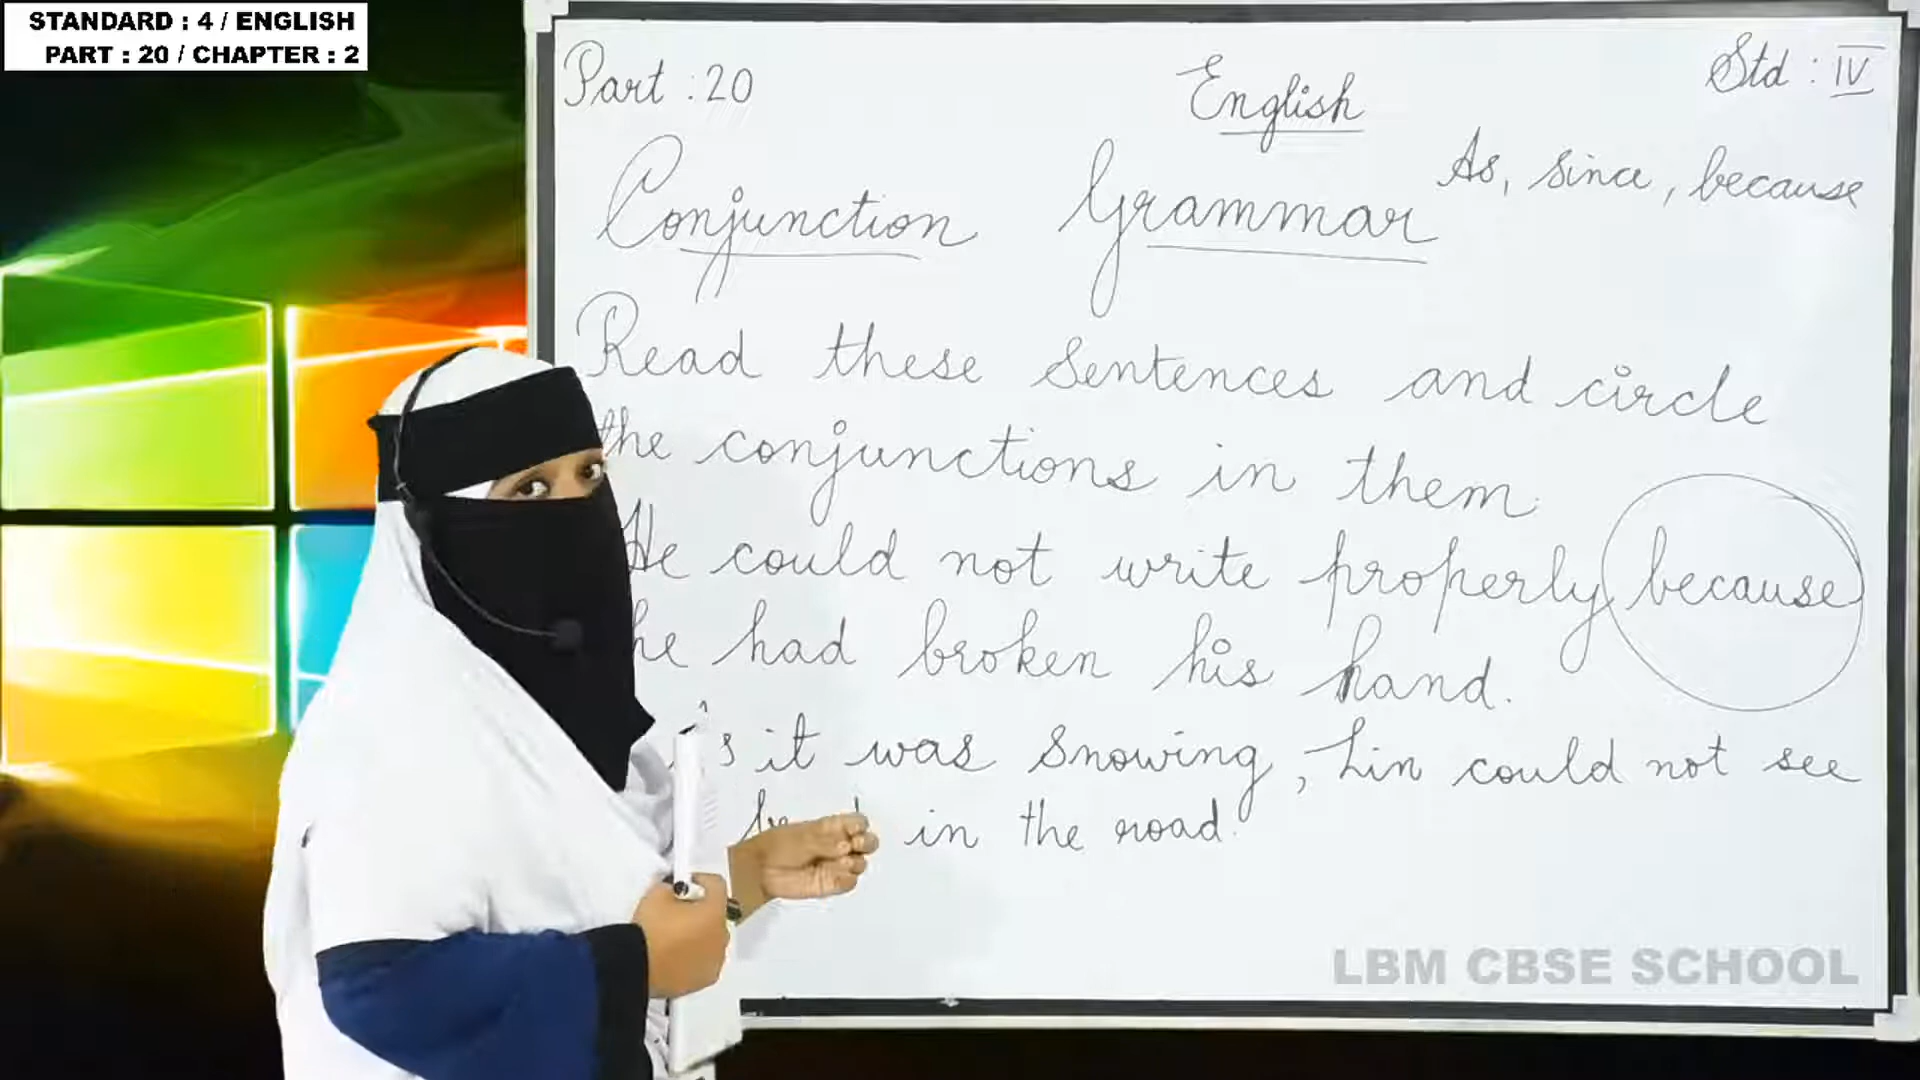 STANDARD : 4 / ENGLISH
PART : 20 / CHAPTER : 2
Part : 20
English
Std : IV
Conjunction Grammar
As, since, because
Read these sentences and circle
the conjunctions in them.
He could not write properly because
he had broken his hand.
it was snowing, Lin could not see
in the road.
LBM CBSE SCHOOL